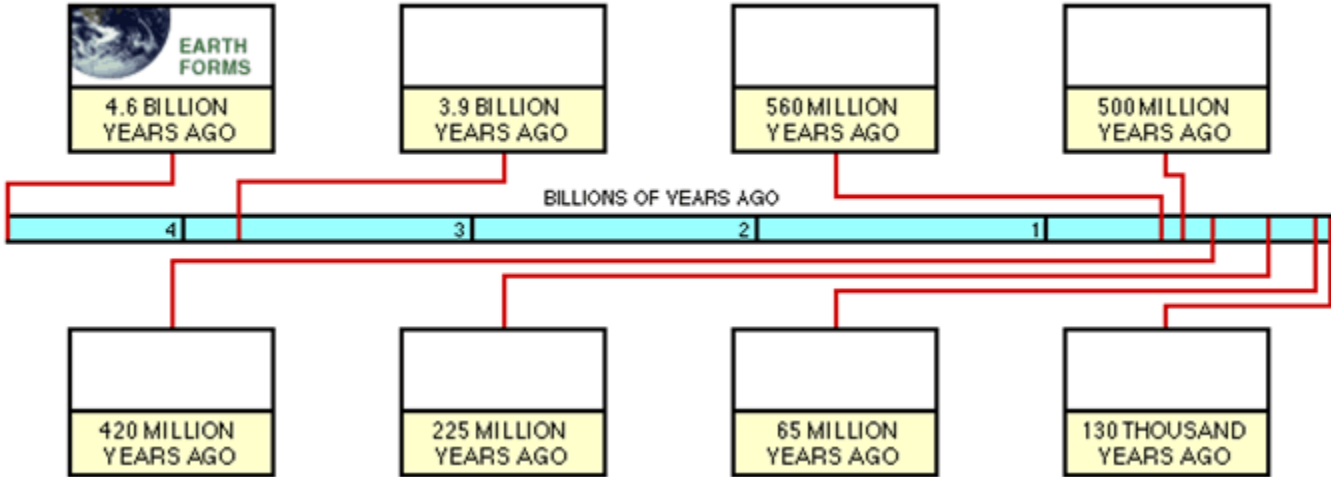 EARTH
FORMS
4.6 BILLION
YEARS AGO
3.9 BILLION
YEARS AGO
560 MILLION
YEARS AGO
500 MILLION
YEARS AGO
BILLIONS OF YEARS AGO
4 3 2 1
420 MILLION
YEARS AGO
225 MILLION
YEARS AGO
65 MILLION
YEARS AGO
130 THOUSAND
YEARS AGO